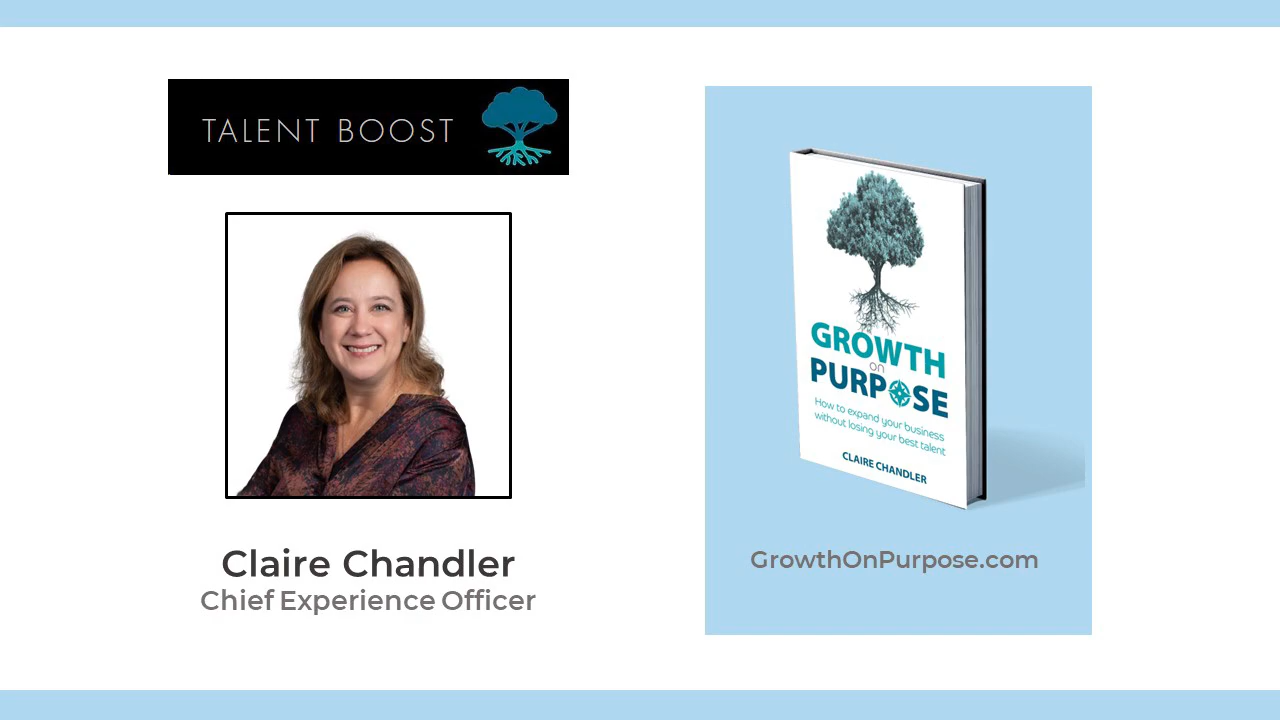 TALENT BOOST
Claire Chandler
Chief Experience Officer
GROWTH
on
PURPOSE
How to expand your business
without losing your best talent
CLAIRE CHANDLER
GrowthOnPurpose.com